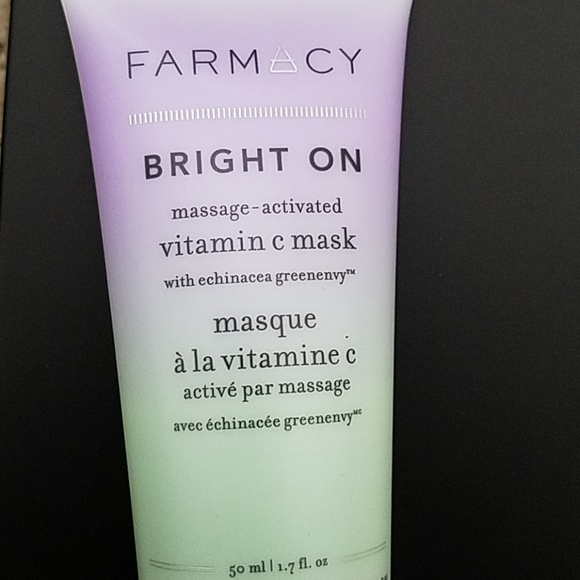 FARMACY
BRIGHT ON
massage-activated
vitamin c mask
with echinacea greenenvy™
masque
à la vitamine c
activé par massage
avec échinacée greenenvyᴹᶜ
50 ml | 1.7 fl. oz